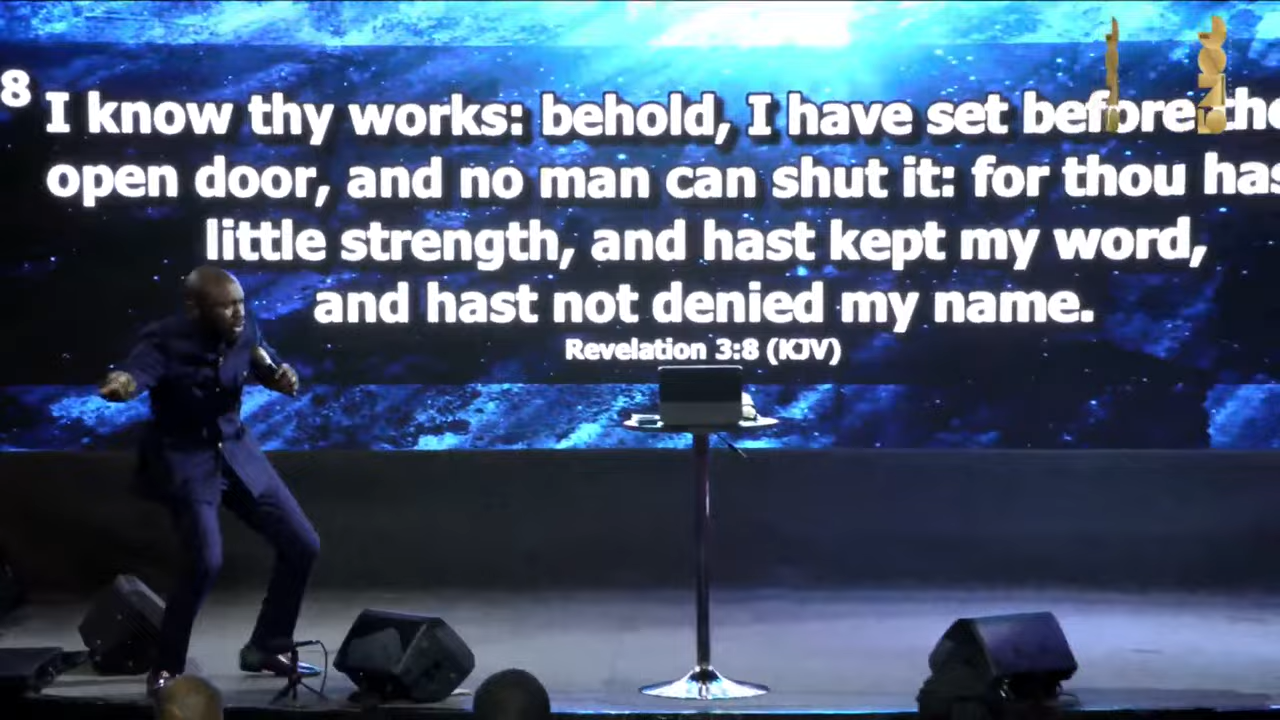 8 I know thy works: behold, I have set before
open door, and no man can shut it: for thou
little strength, and hast kept my word,
and hast not denied my name.
Revelation 3:8 (KJV)